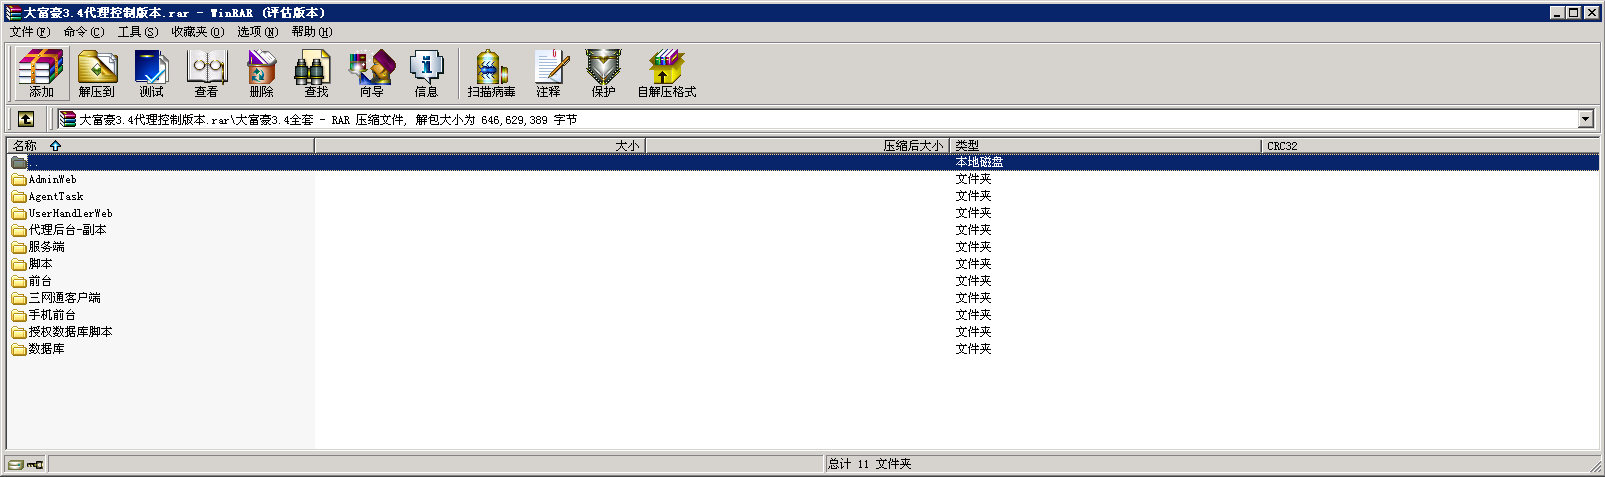 大富豪3.4代理控制版本.rar - WinRAR (评估版本)
文件(F) 命令(C) 工具(S) 收藏夹(O) 选项(N) 帮助(H)
添加 解压到 测试 查看 删除 查找 向导 信息 扫描病毒 注释 保护 自解压格式
大富豪3.4代理控制版本.rar\大富豪3.4全套 - RAR 压缩文件, 解包大小为 646,629,389 字节
名称 大小 压缩后大小 类型 CRC32
.. 本地磁盘
AdminWeb 文件夹
AgentTask 文件夹
UserHandlerWeb 文件夹
代理后台-副本 文件夹
服务端 文件夹
脚本 文件夹
前台 文件夹
三网通客户端 文件夹
手机前台 文件夹
授权数据库脚本 文件夹
数据库 文件夹
总计 11 文件夹